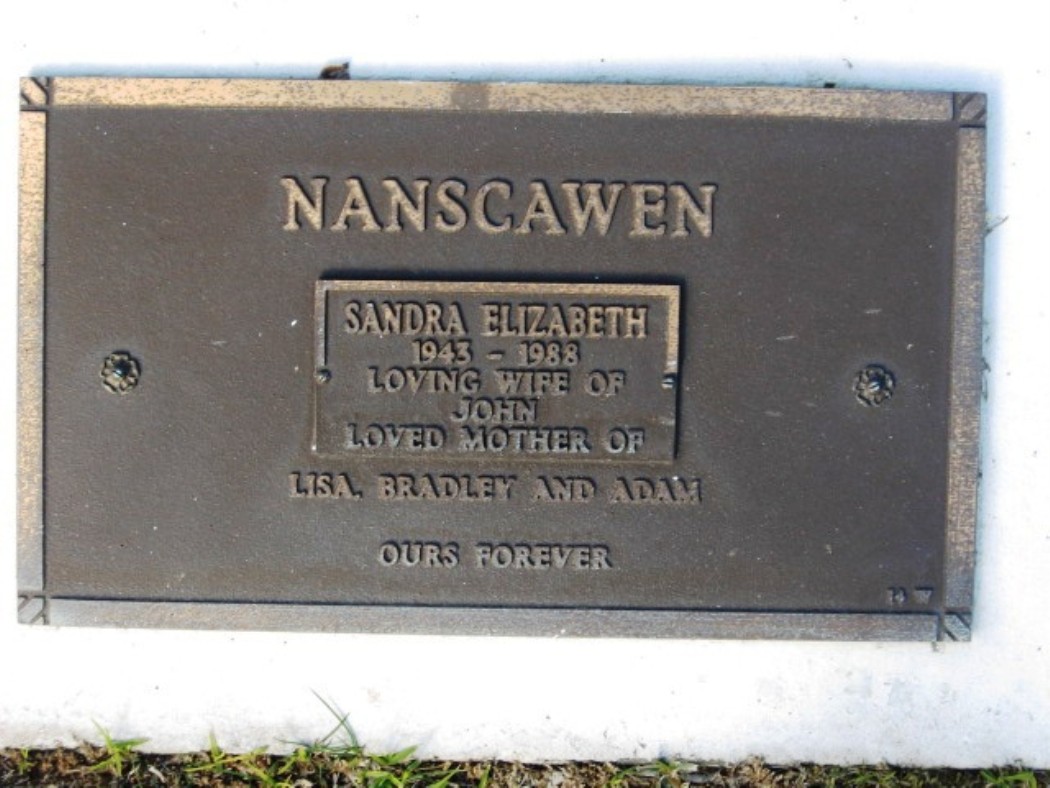 NANSCAWEN
SANDRA ELIZABETH
1943 - 1988
LOVING WIFE OF
JOHN
LOVED MOTHER OF
LISA, BRADLEY AND ADAM
OURS FOREVER